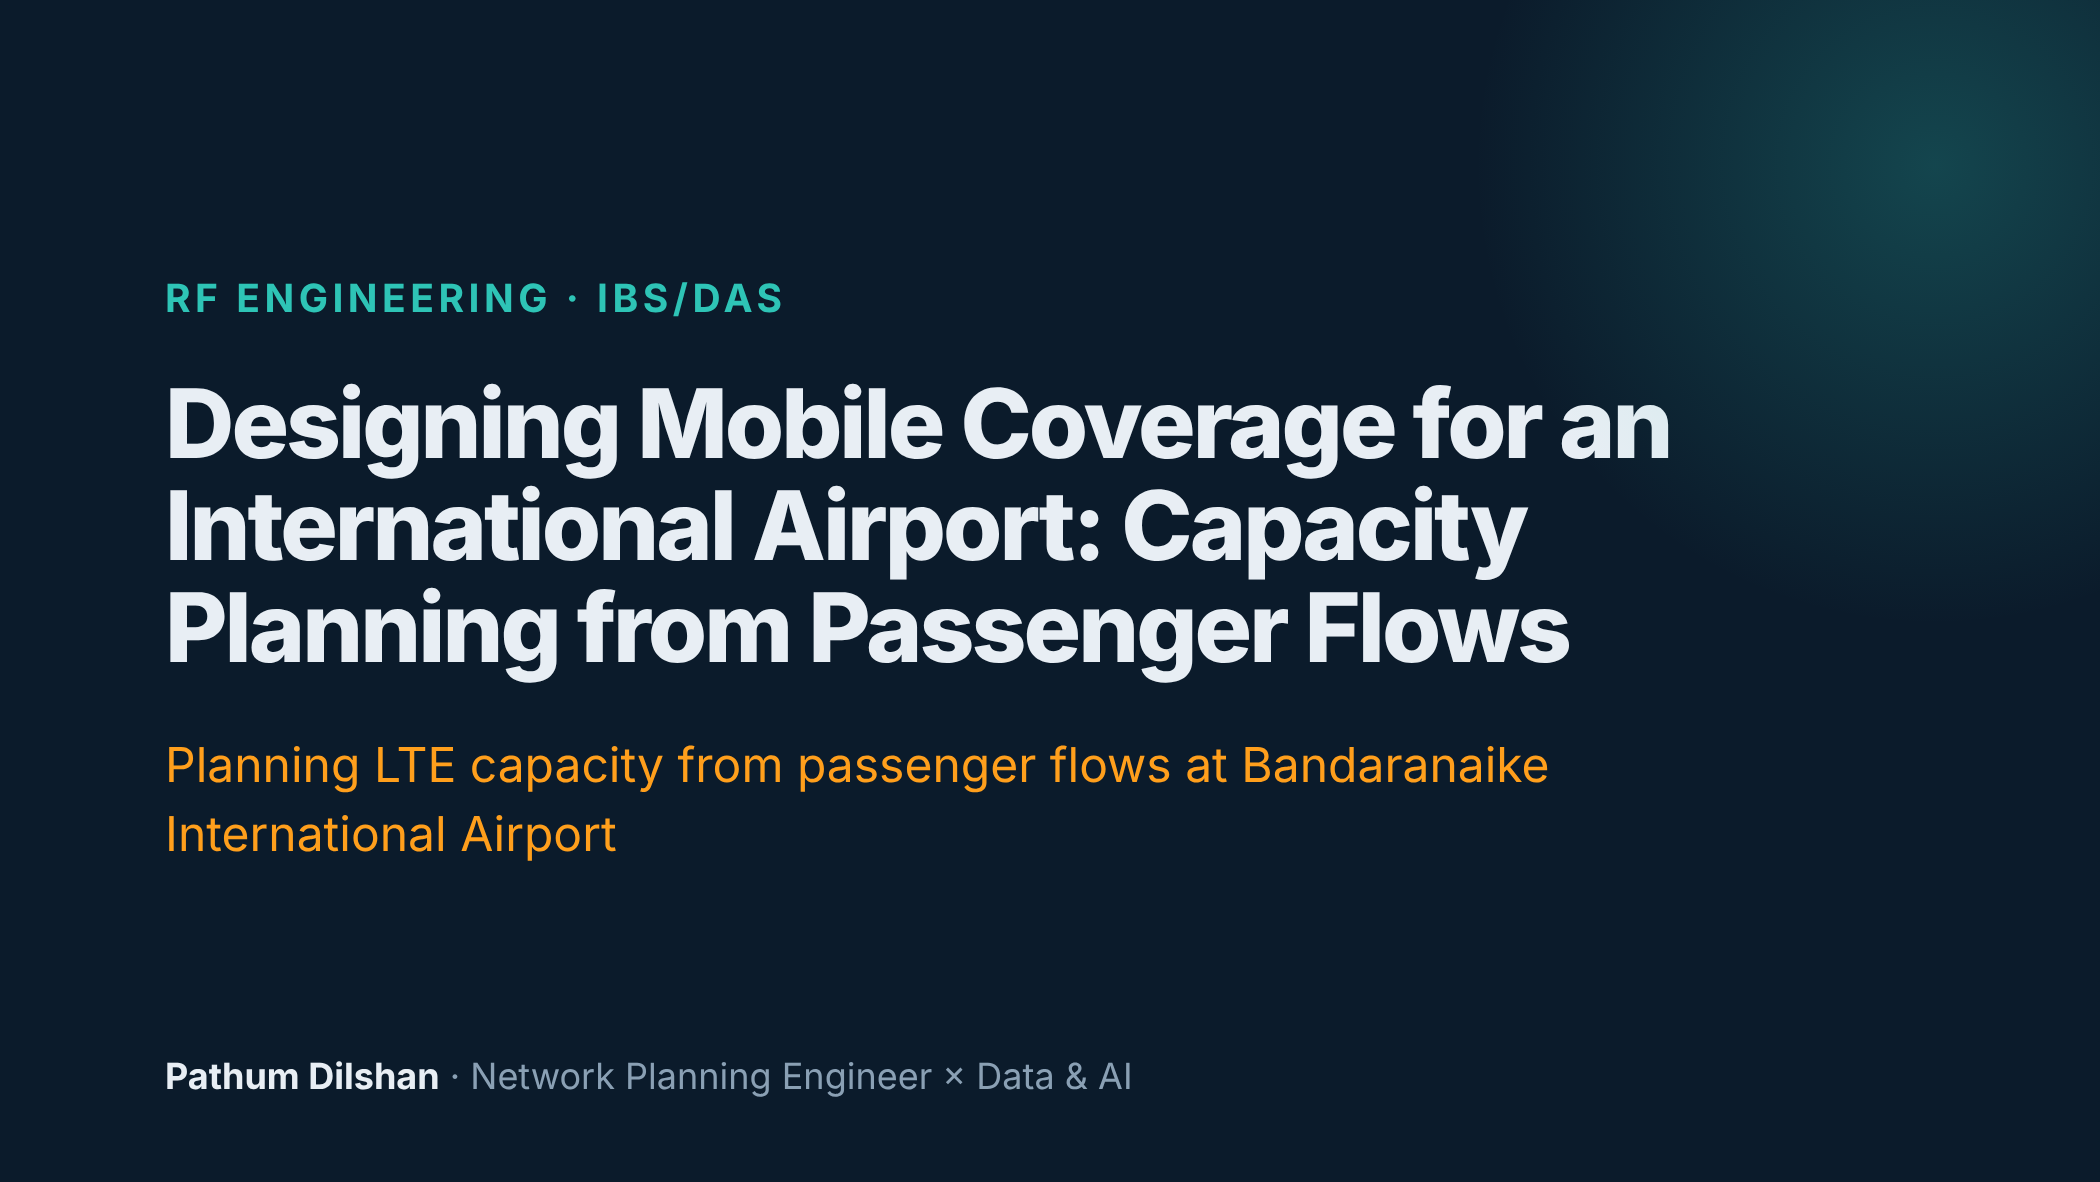 RF ENGINEERING · IBS/DAS
Designing Mobile Coverage for an
International Airport: Capacity
Planning from Passenger Flows
Planning LTE capacity from passenger flows at Bandaranaike
International Airport
Pathum Dilshan · Network Planning Engineer × Data & AI